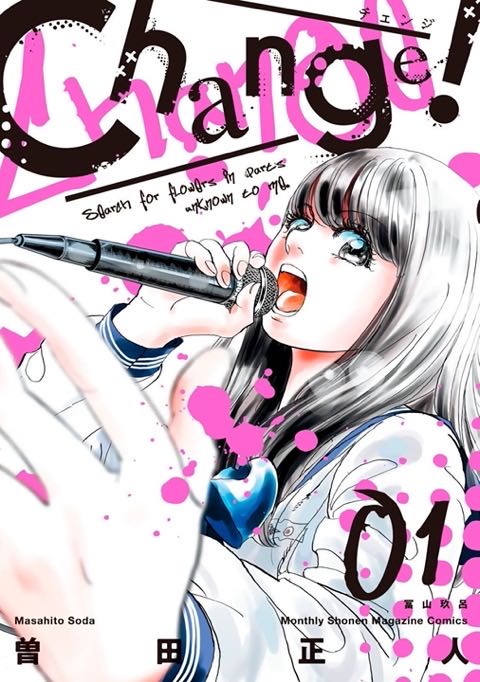 チェンジ
Change!
Search for flowers in parts
unknown to me.
01
冨山玖呂
Masahito Soda
Monthly Shonen Magazine Comics
曽田正人